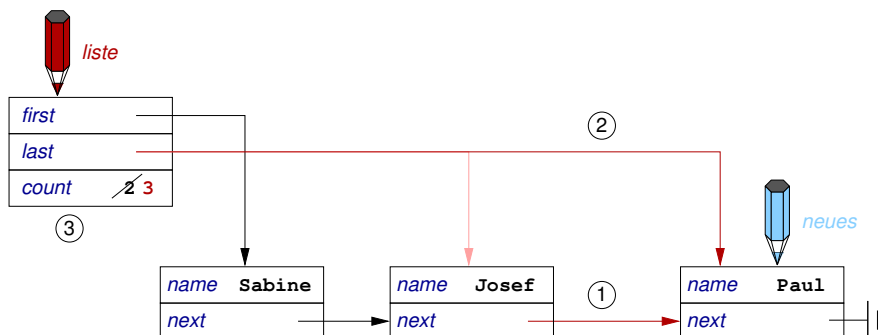 liste
first
last
count 2 3
①
②
③
neues
name Sabine
next
name Josef
next
name Paul
next